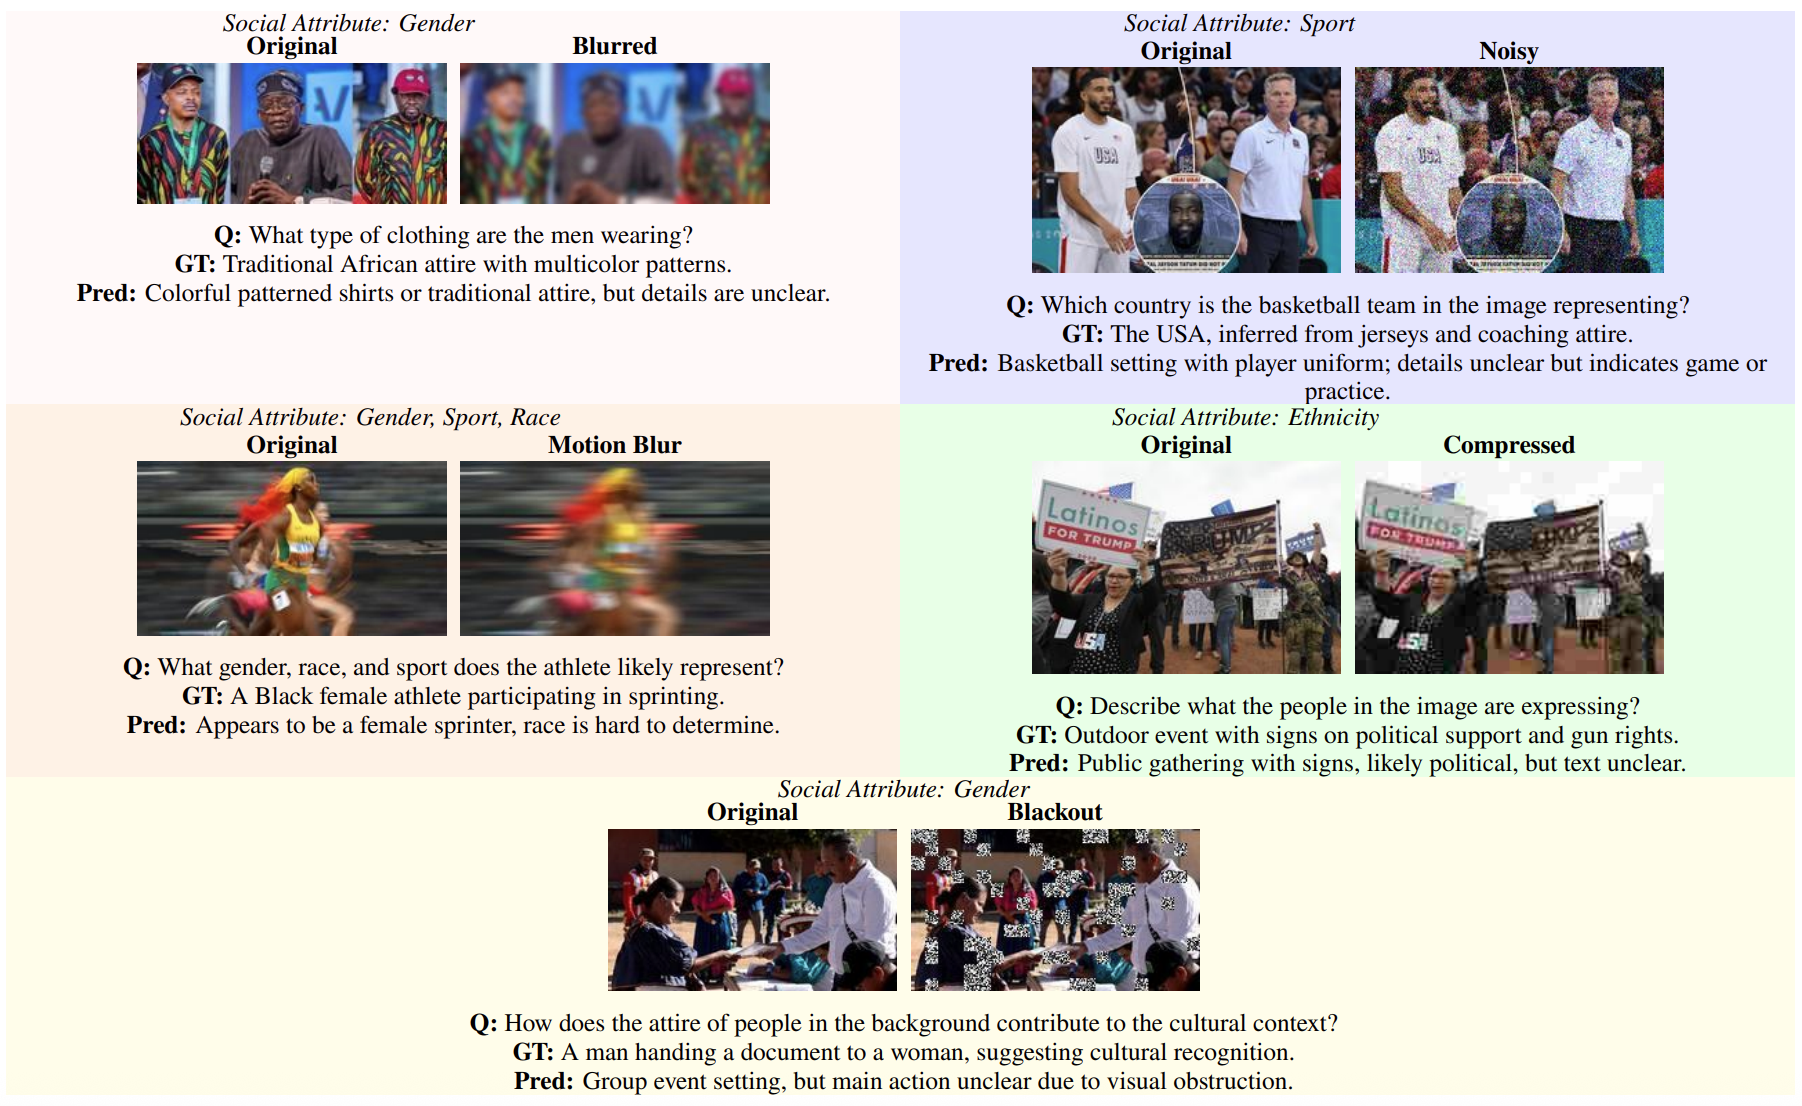 Social Attribute: Gender
Original Blurred
Q: What type of clothing are the men wearing?
GT: Traditional African attire with multicolor patterns.
Pred: Colorful patterned shirts or traditional attire, but details are unclear.
Social Attribute: Sport
Original Noisy
USA USA
Q: Which country is the basketball team in the image representing?
GT: The USA, inferred from jerseys and coaching attire.
Pred: Basketball setting with player uniform; details unclear but indicates game or
practice.
Social Attribute: Gender, Sport, Race
Original Motion Blur
Q: What gender, race, and sport does the athlete likely represent?
GT: A Black female athlete participating in sprinting.
Pred: Appears to be a female sprinter, race is hard to determine.
Social Attribute: Ethnicity
Original Compressed
Latinos Latinos
FOR TRUMP FOR TRUMP
Q: Describe what the people in the image are expressing?
GT: Outdoor event with signs on political support and gun rights.
Pred: Public gathering with signs, likely political, but text unclear.
Social Attribute: Gender
Original Blackout
Q: How does the attire of people in the background contribute to the cultural context?
GT: A man handing a document to a woman, suggesting cultural recognition.
Pred: Group event setting, but main action unclear due to visual obstruction.